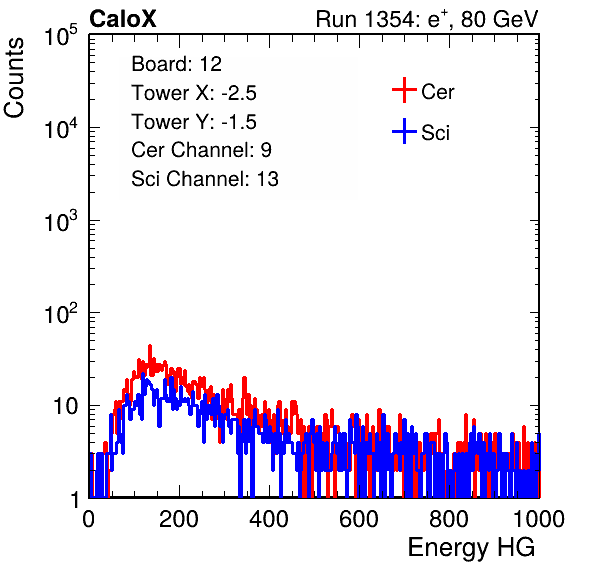 CaloX Run 1354: e⁺, 80 GeV
Counts
Board: 12
Tower X: -2.5
Tower Y: -1.5
Cer Channel: 9
Sci Channel: 13
Cer
Sci
10⁵
10⁴
10³
10²
10
1
0 200 400 600 800 1000
Energy HG